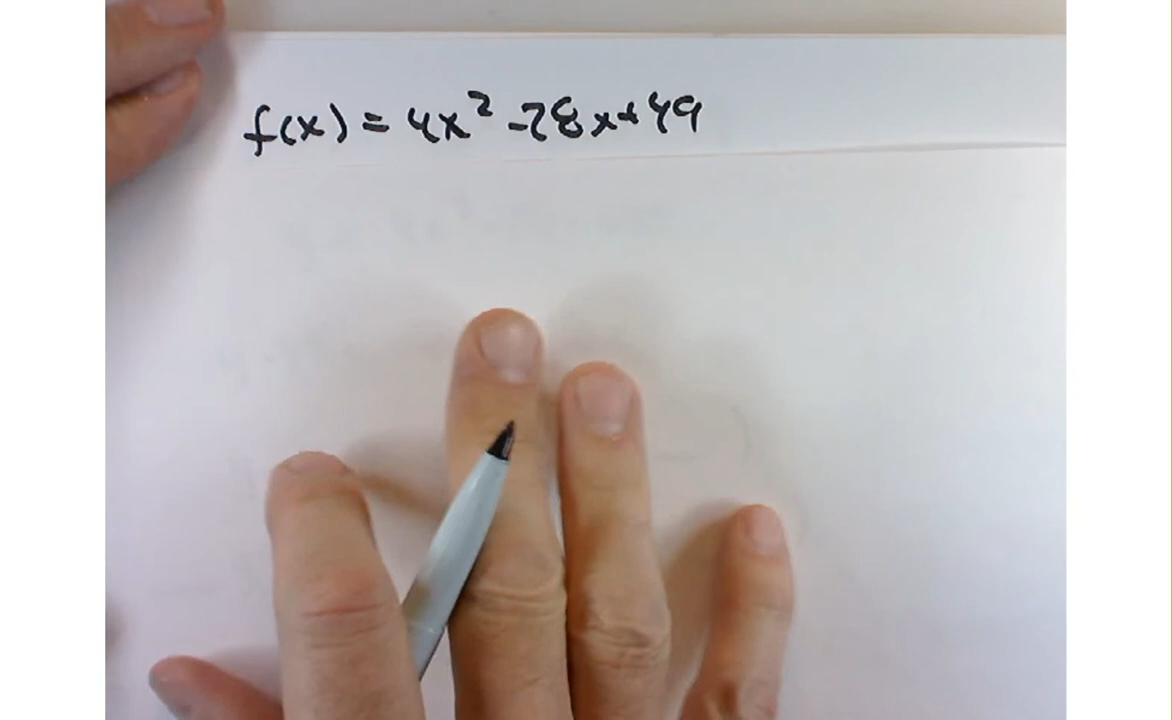 f(x) = 4x² -28x+49